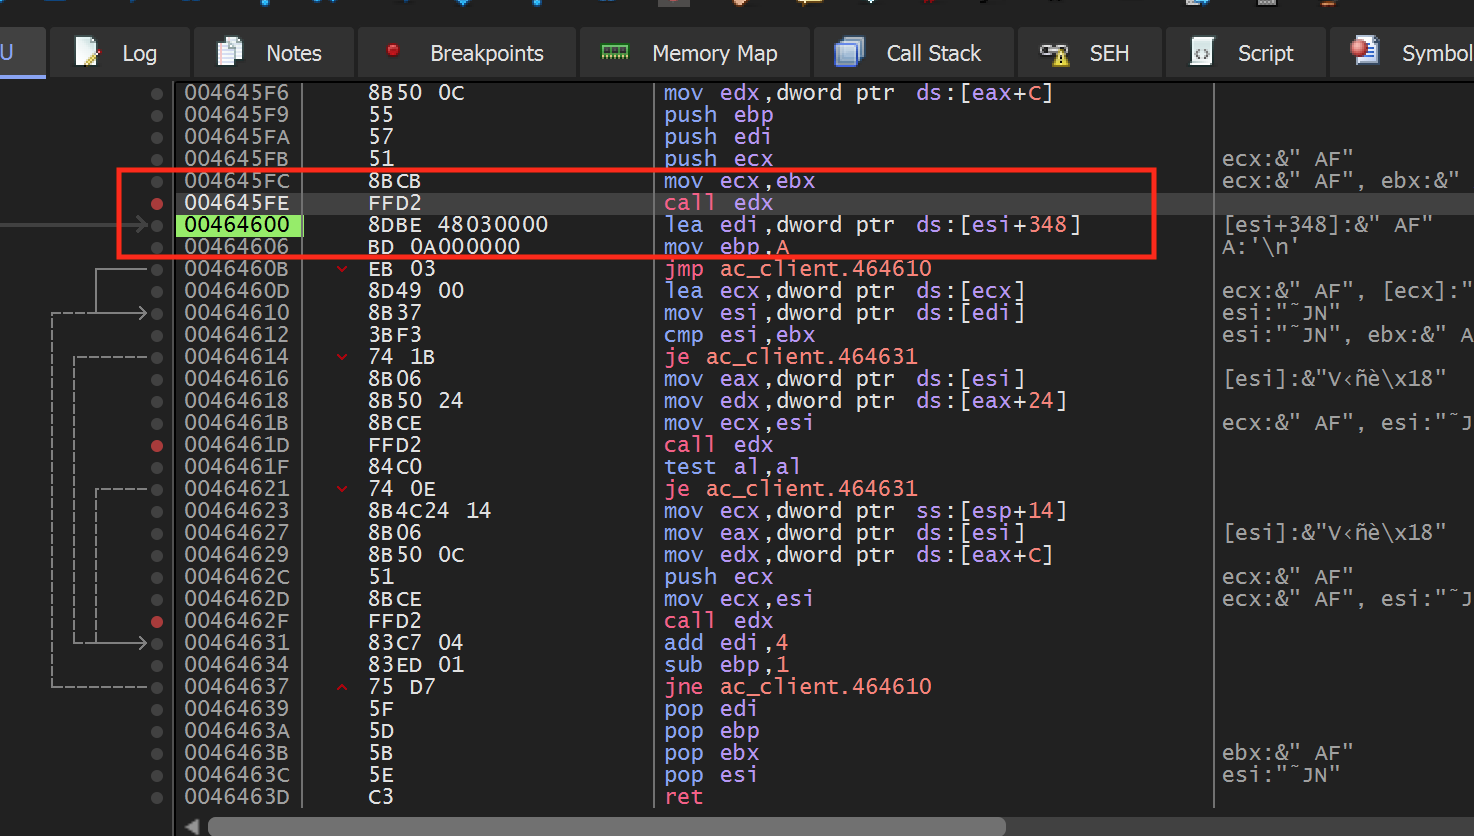 U Log Notes Breakpoints Memory Map Call Stack SEH Script Symbol
004645F6 8B50 0C mov edx,dword ptr ds:[eax+C]
004645F9 55 push ebp
004645FA 57 push edi
004645FB 51 push ecx ecx:&" AF"
004645FC 8BCB mov ecx,ebx ecx:&" AF", ebx:&"
004645FE FFD2 call edx
00464600 8DBE 48030000 lea edi,dword ptr ds:[esi+348] [esi+348]:&" AF"
00464606 BD 0A000000 mov ebp,A A:'\n'
0046460B EB 03 jmp ac_client.464610
0046460D 8D49 00 lea ecx,dword ptr ds:[ecx] ecx:&" AF", [ecx]:"
00464610 8B37 mov esi,dword ptr ds:[edi] esi:"˜JN"
00464612 3BF3 cmp esi,ebx esi:"˜JN", ebx:&" A
00464614 74 1B je ac_client.464631
00464616 8B06 mov eax,dword ptr ds:[esi] [esi]:&"V‹ñè\x18"
00464618 8B50 24 mov edx,dword ptr ds:[eax+24]
0046461B 8BCE mov ecx,esi ecx:&" AF", esi:"˜J
0046461D FFD2 call edx
0046461F 84C0 test al,al
00464621 74 0E je ac_client.464631
00464623 8B4C24 14 mov ecx,dword ptr ss:[esp+14]
00464627 8B06 mov eax,dword ptr ds:[esi] [esi]:&"V‹ñè\x18"
00464629 8B50 0C mov edx,dword ptr ds:[eax+C]
0046462C 51 push ecx ecx:&" AF"
0046462D 8BCE mov ecx,esi ecx:&" AF", esi:"˜J
0046462F FFD2 call edx
00464631 83C7 04 add edi,4
00464634 83ED 01 sub ebp,1
00464637 75 D7 jne ac_client.464610
00464639 5F pop edi
0046463A 5D pop ebp
0046463B 5B pop ebx ebx:&" AF"
0046463C 5E pop esi esi:"˜JN"
0046463D C3 ret